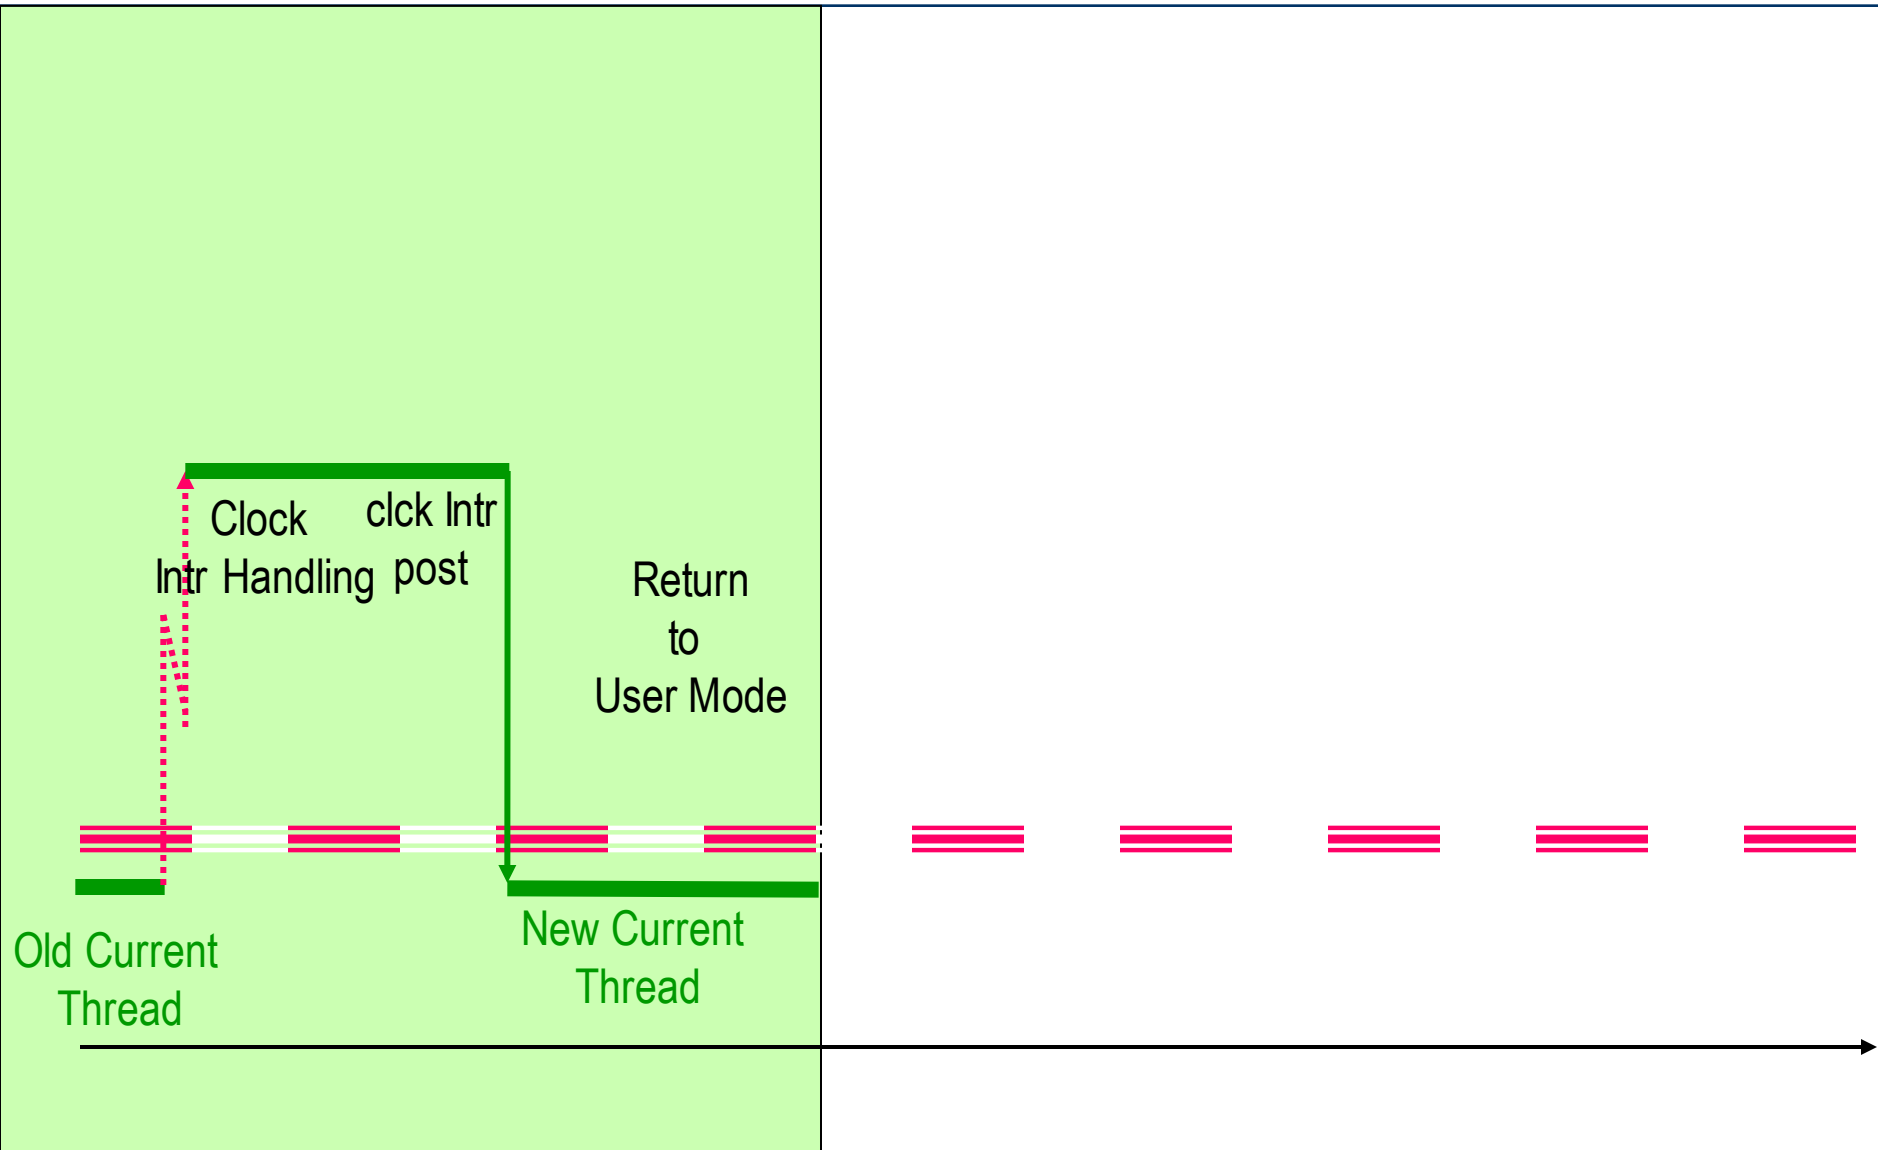 Clock
Intr Handling
clck Intr
post
Return
to
User Mode
Old Current
Thread
New Current
Thread